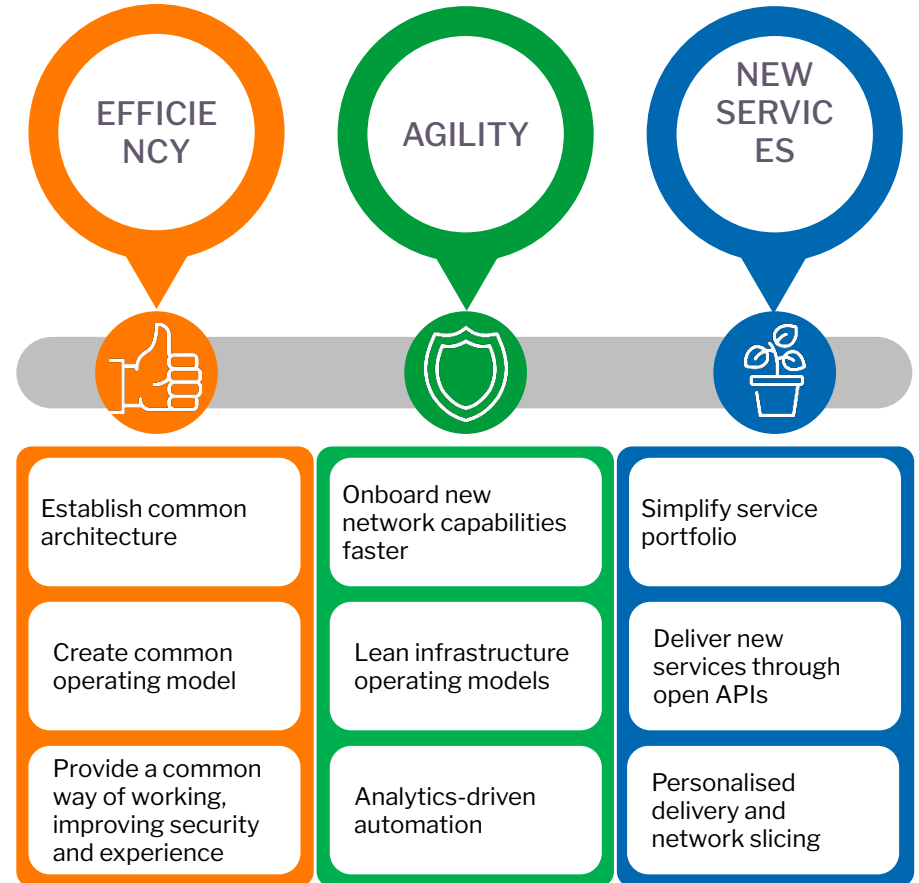 EFFICIE
NCY
AGILITY
NEW
SERVIC
ES
Establish common
architecture
Create common
operating model
Provide a common
way of working,
improving security
and experience
Onboard new
network capabilities
faster
Lean infrastructure
operating models
Analytics-driven
automation
Simplify service
portfolio
Deliver new
services through
open APIs
Personalised
delivery and
network slicing